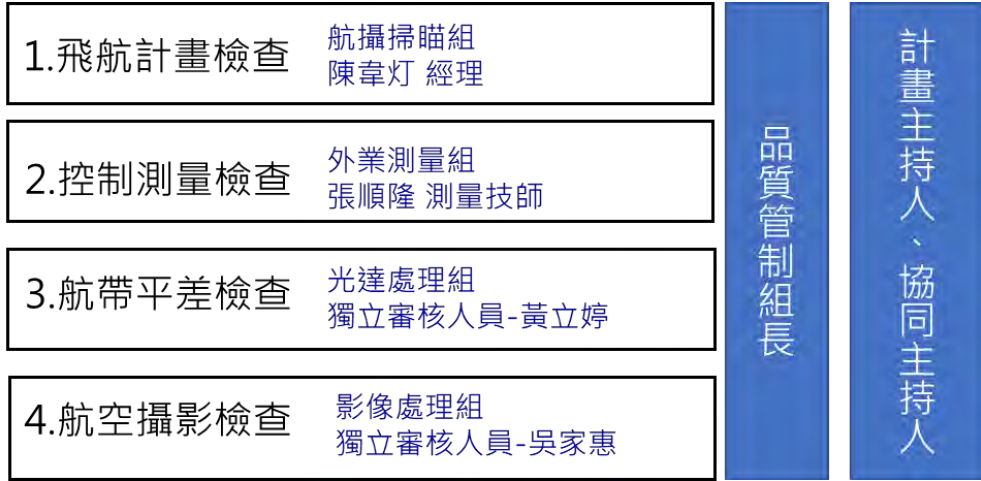 1.飛航計畫檢查
航攝掃瞄組
陳韋灯 經理
2.控制測量檢查
外業測量組
張順隆 測量技師
3.航帶平差檢查
光達處理組
獨立審核人員-黃立婷
4.航空攝影檢查
影像處理組
獨立審核人員-吳家惠
品質管制組長
計畫主持人、協同主持人